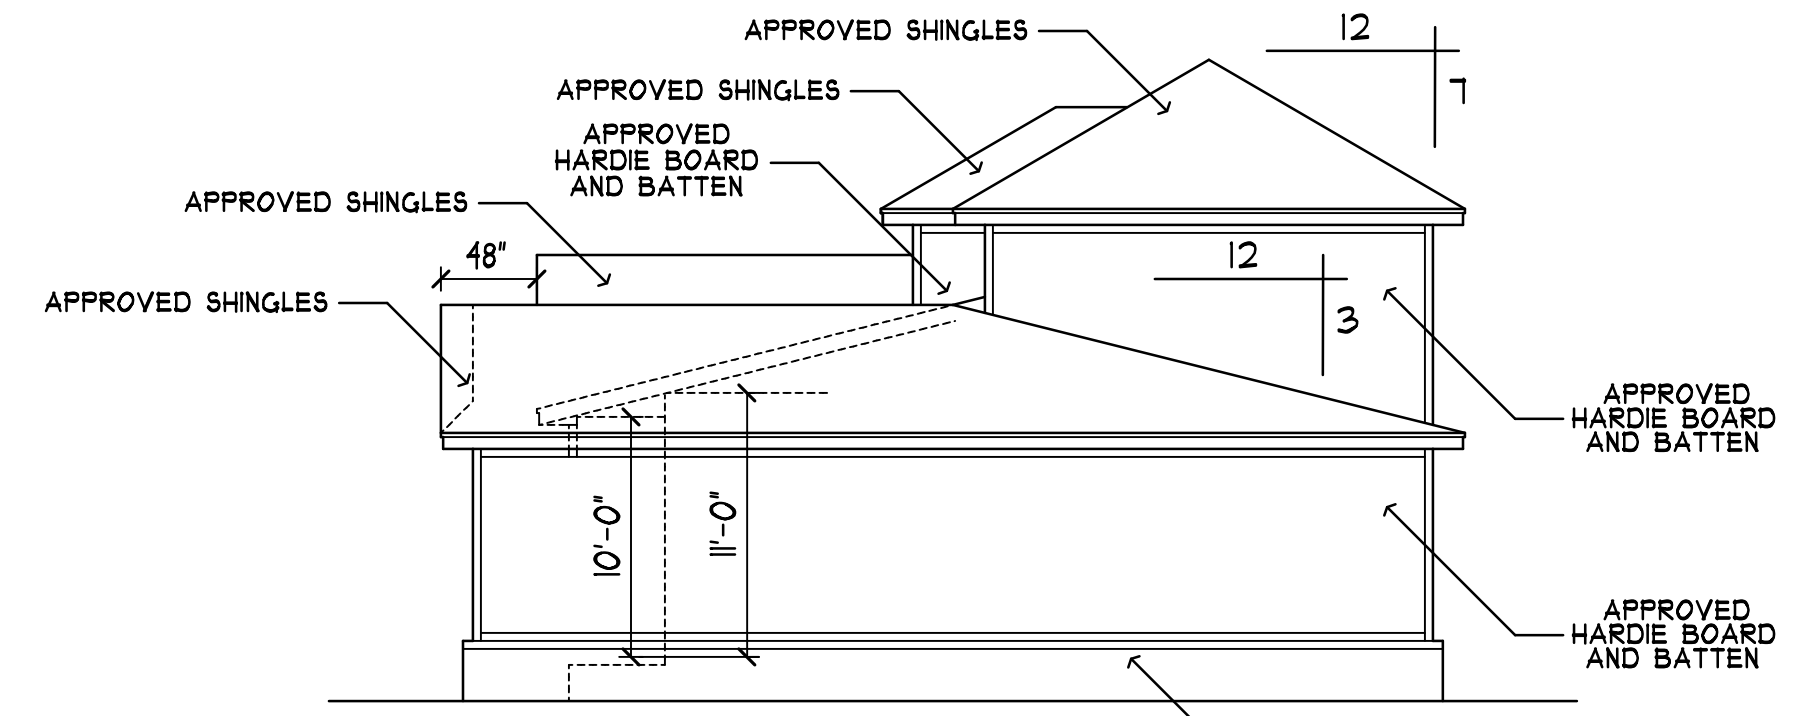 APPROVED SHINGLES
12
7
APPROVED SHINGLES
APPROVED
HARDIE BOARD
AND BATTEN
APPROVED SHINGLES
48"
12
3
APPROVED SHINGLES
APPROVED
HARDIE BOARD
AND BATTEN
10'-0"
11'-0"
APPROVED
HARDIE BOARD
AND BATTEN